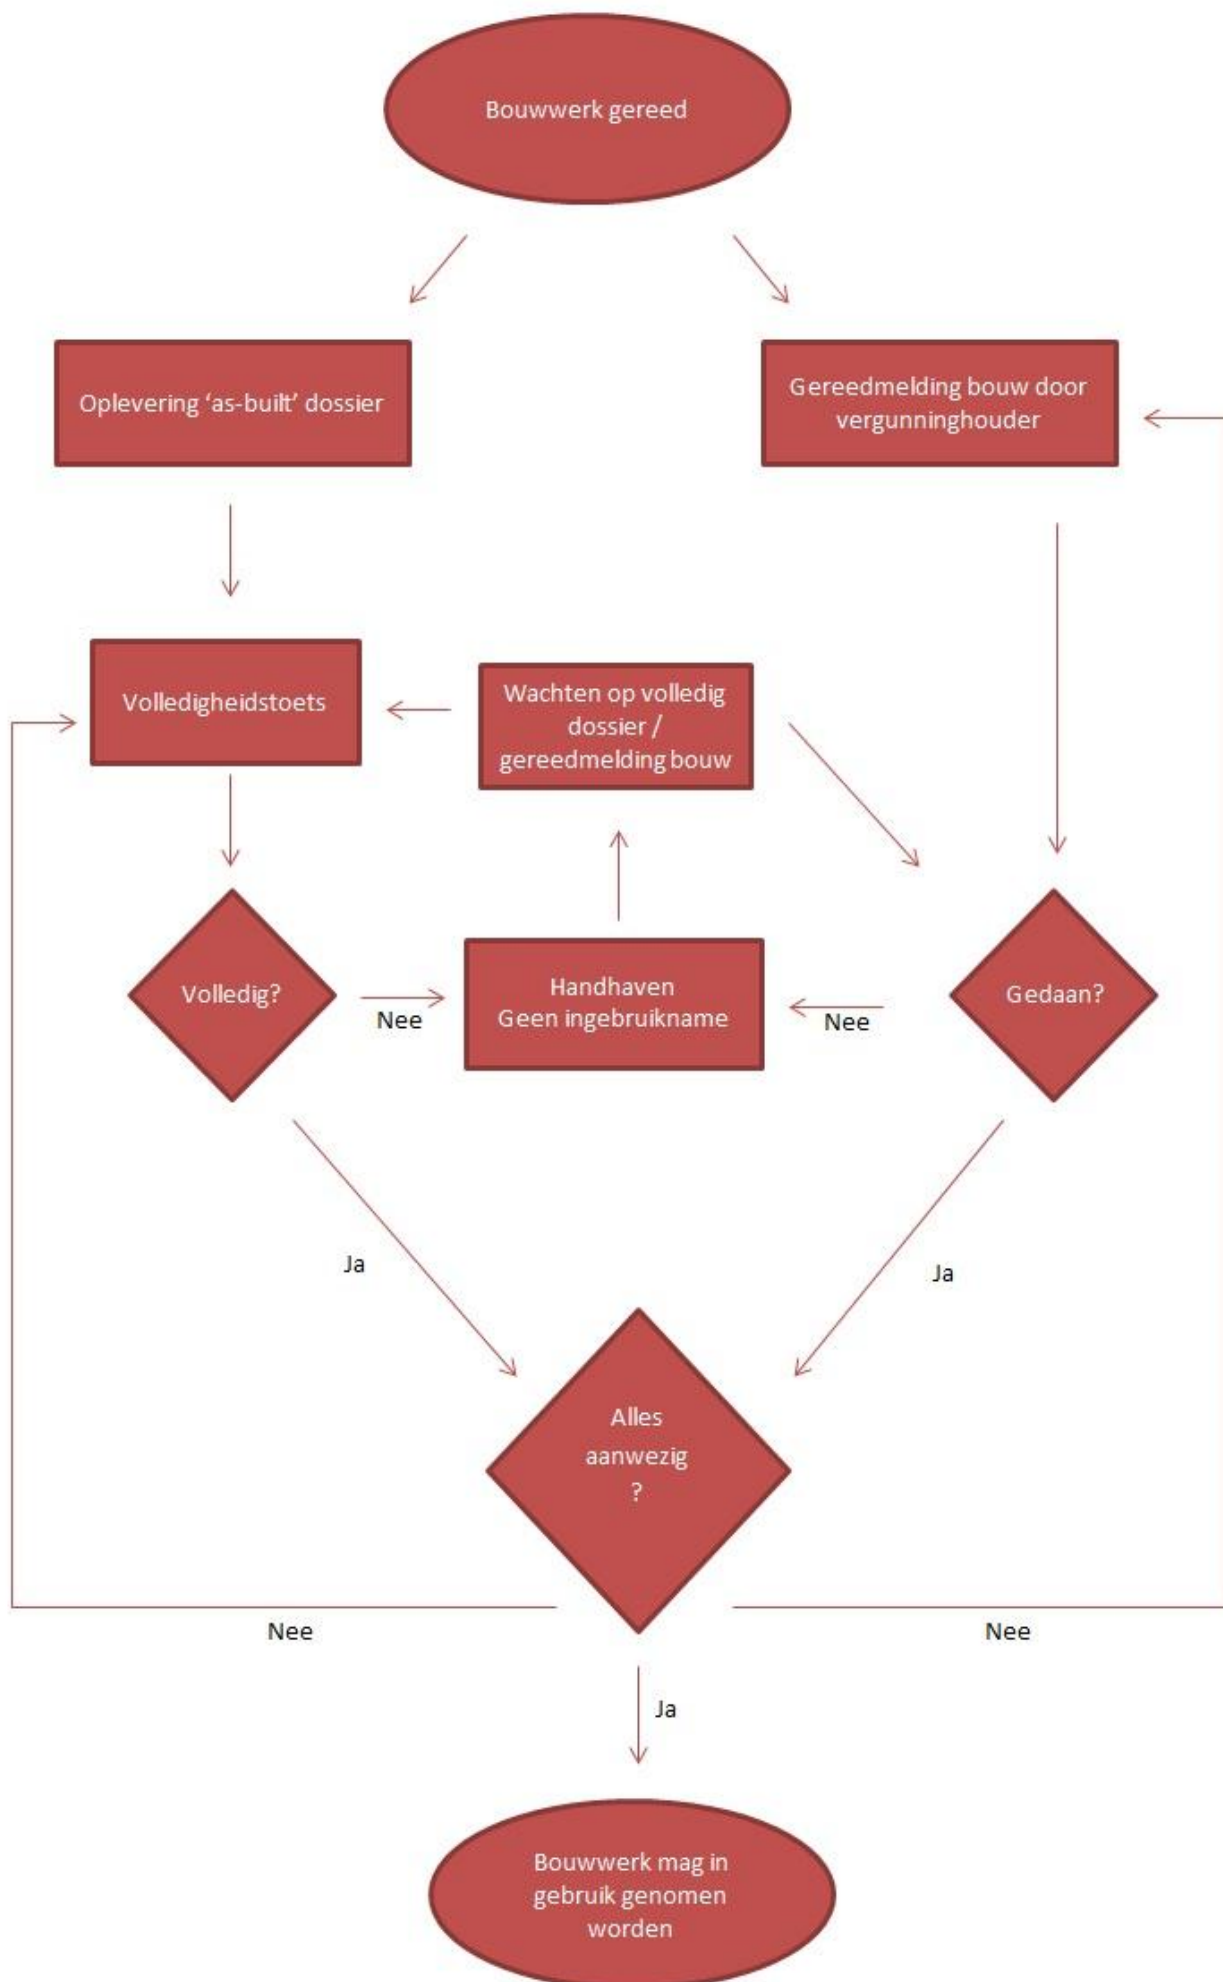 Bouwwerk gereed
Oplevering ‘as-built’ dossier
Gereedmelding bouw door
vergunninghouder
Volledigheidstoets
Wachten op volledig
dossier /
gereedmelding bouw
Volledig?
Nee
Handhaven
Geen ingebruikname
Nee
Gedaan?
Ja
Ja
Alles
aanwezig
?
Nee
Nee
Ja
Bouwwerk mag in
gebruik genomen
worden